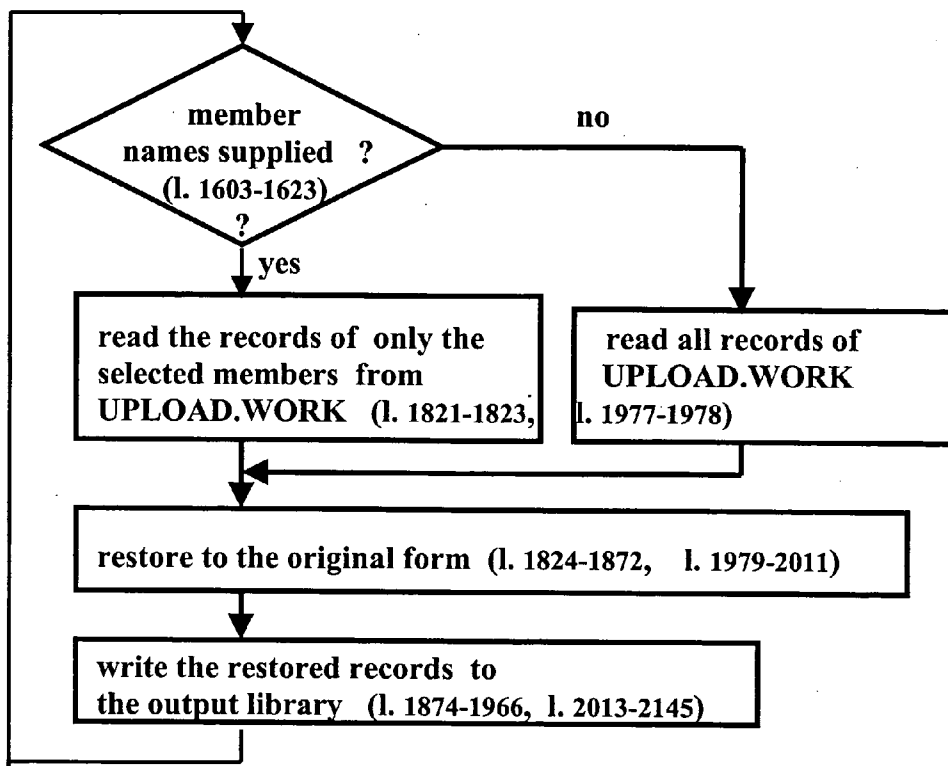 member
names supplied ?
(l. 1603-1623)
?
no
yes
read the records of only the
selected members from
UPLOAD.WORK (l. 1821-1823,
read all records of
UPLOAD.WORK
l. 1977-1978)
restore to the original form (l. 1824-1872, l. 1979-2011)
write the restored records to
the output library (l. 1874-1966, l. 2013-2145)